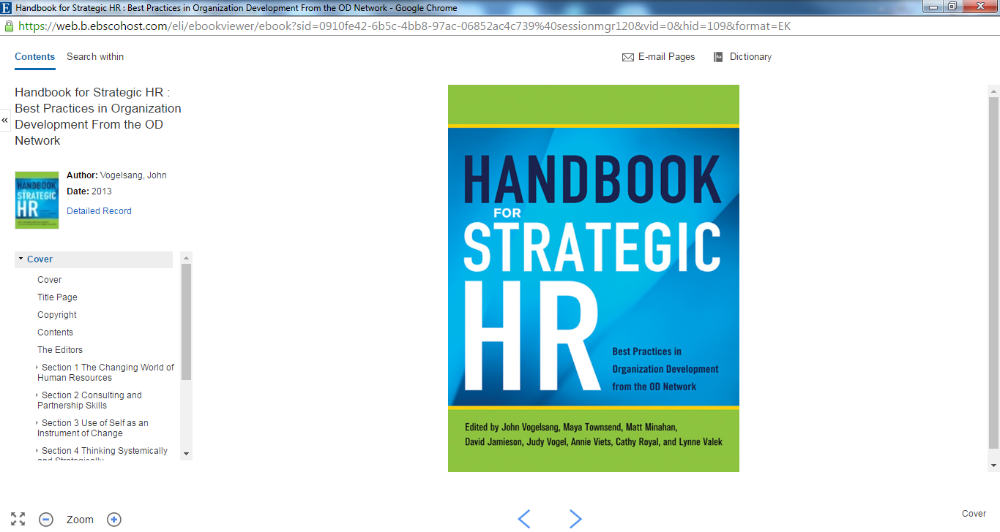 Handbook for Strategic HR : Best Practices in Organization Development From the OD Network - Google Chrome
https://web.b.ebscohost.com/eli/ebookviewer/ebook?sid=0910fe42-6b5c-4bb8-97ac-06852ac4c739%40sessionmgr120&vid=0&hid=109&format=EK
Contents Search within
E-mail Pages Dictionary
Handbook for Strategic HR :
Best Practices in Organization
Development From the OD
Network
HANDBOOK
STRATEGIC
HR
Author: Vogelsang, John
Date: 2013
Detailed Record
Cover
Cover
Title Page
Copyright
Contents
The Editors
Section 1 The Changing World of
Human Resources
Section 2 Consulting and
Partnership Skills
Section 3 Use of Self as an
Instrument of Change
Section 4 Thinking Systemically
and Strategically
HANDBOOK
FOR
STRATEGIC
HR
Best Practices in
Organization Development
from the OD Network
Edited by John Vogelsang, Maya Townsend, Matt Minahan,
David Jamieson, Judy Vogel, Annie Viets, Cathy Royal, and Lynne Valek
Zoom
Cover